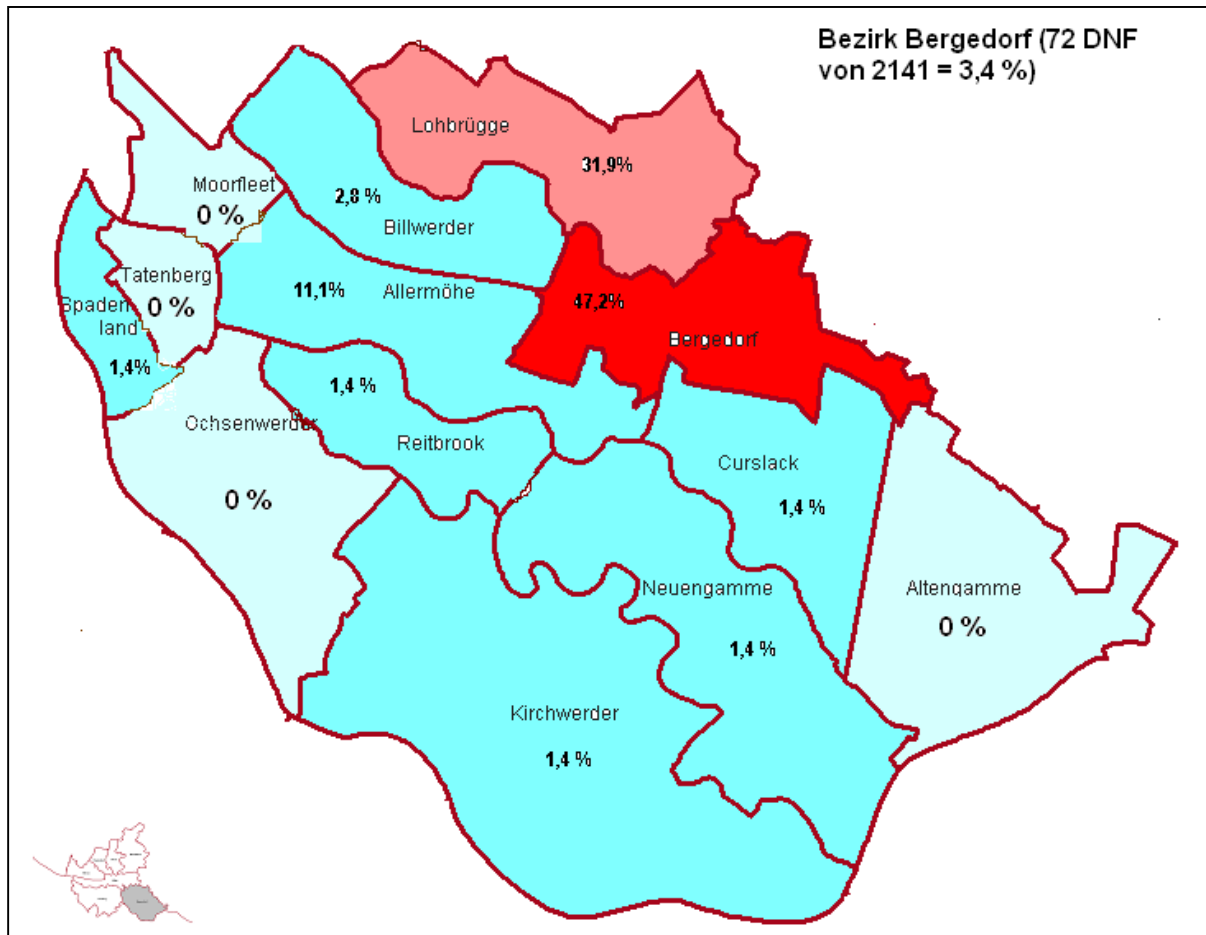 Bezirk Bergedorf (72 DNF
von 2141 = 3,4 %)
Lohbrügge
31,9%
Moorfleet
0 %
2,8 %
Billwerder
Tatenberg
0 %
11,1%
Allermöhe
47,2%
Bergedorf
Spaden
land
1,4%
1,4 %
Reitbrook
Ochsenwerder
0 %
Curslack
1,4 %
Neuengamme
1,4 %
Altengamme
0 %
Kirchwerder
1,4 %